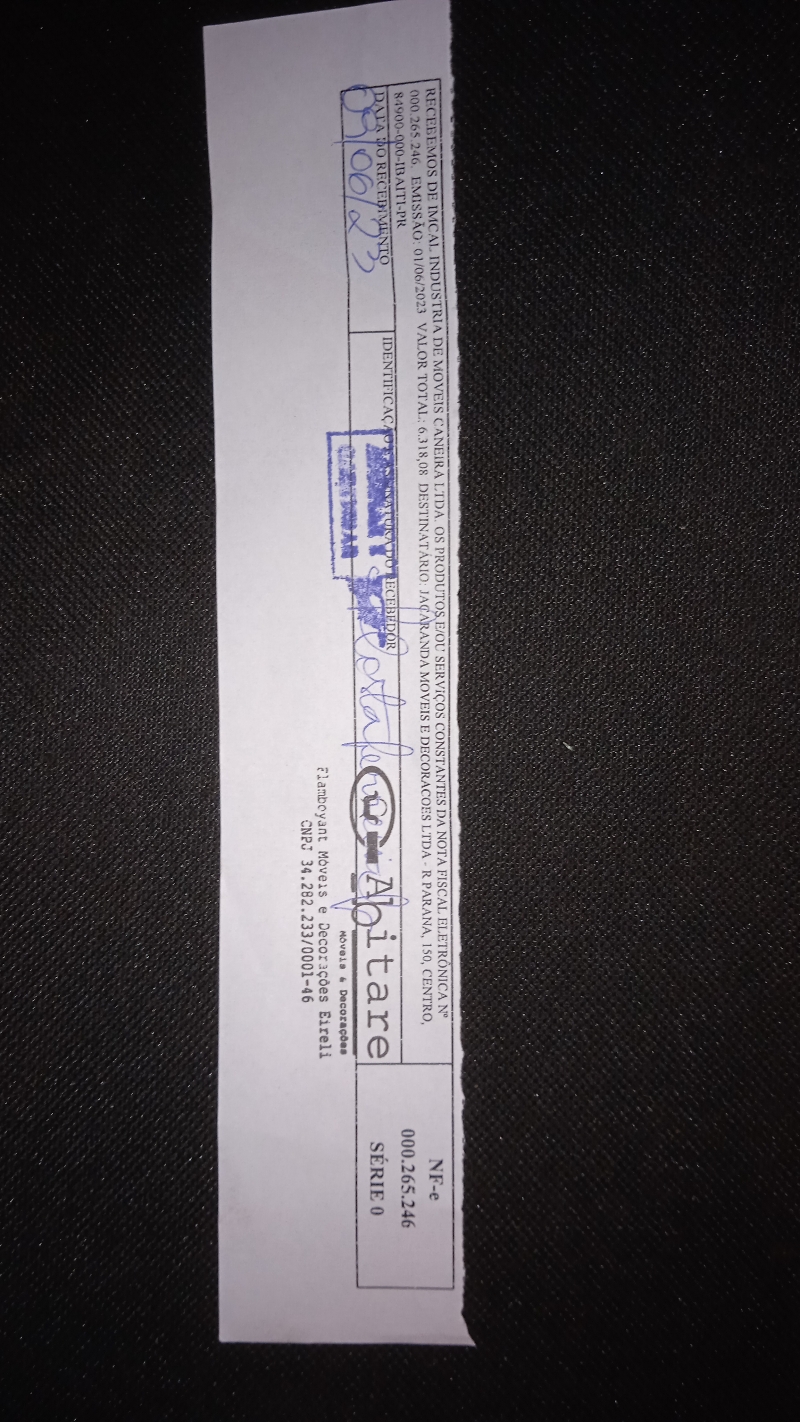 RECEBEMOS DE IMCAL INDUSTRIA DE MOVEIS CANEIRA LTDA. OS PRODUTOS E/OU SERVIÇOS CONSTANTES DA NOTA FISCAL ELETRÔNICA Nº
000.265.246. EMISSÃO: 01/06/2023 VALOR TOTAL: 6.318,08 DESTINATÁRIO: JACARANDA MOVEIS E DECORACOES LTDA - R PARANA, 150, CENTRO,
84900-000-IBAITI-PR
DATA DO RECEBIMENTO
09/06/23
IDENTIFICAÇÃO E ASSINATURA DO RECEBEDOR
Abitare
Móveis & Decorações
Flamboyant Móveis e Decorações Eireli
CNPJ 34.282.233/0001-46
NF-e
000.265.246
SÉRIE 0